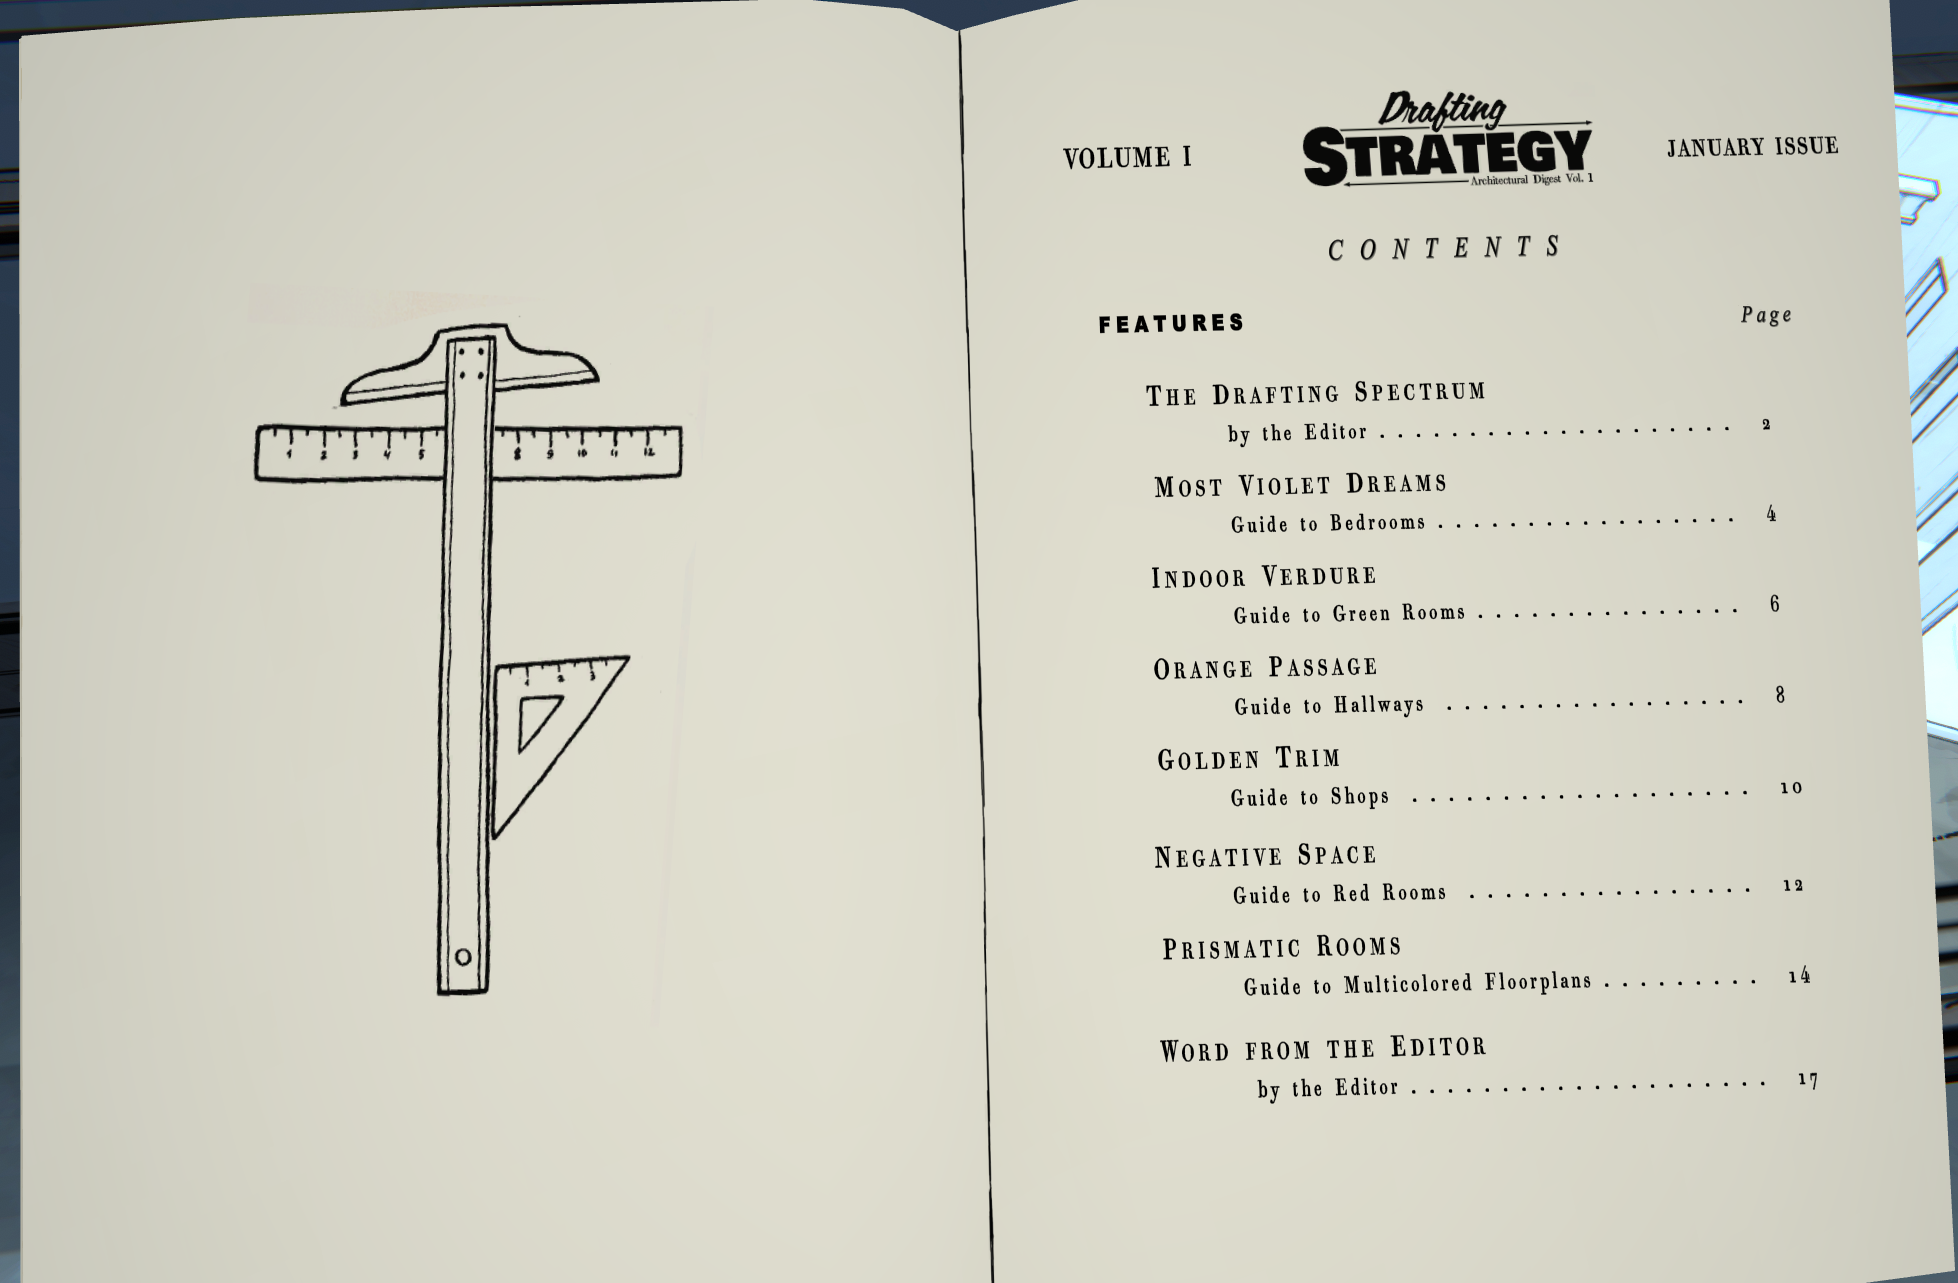 1 2 3 4 5 8 9 10 11 12
1 2 3
Drafting
VOLUME I STRATEGY JANUARY ISSUE
Architectural Digest Vol. 1
CONTENTS
FEATURES Page
THE DRAFTING SPECTRUM
by the Editor . . . . . . . . . . . . . . . . . . . . 2
MOST VIOLET DREAMS
Guide to Bedrooms . . . . . . . . . . . . . . . . . 4
INDOOR VERDURE
Guide to Green Rooms . . . . . . . . . . . . . . . 6
ORANGE PASSAGE
Guide to Hallways . . . . . . . . . . . . . . . . . 8
GOLDEN TRIM
Guide to Shops . . . . . . . . . . . . . . . . . . . 10
NEGATIVE SPACE
Guide to Red Rooms . . . . . . . . . . . . . . . . 12
PRISMATIC ROOMS
Guide to Multicolored Floorplans . . . . . . . . . 14
WORD FROM THE EDITOR
by the Editor . . . . . . . . . . . . . . . . . . . . 17